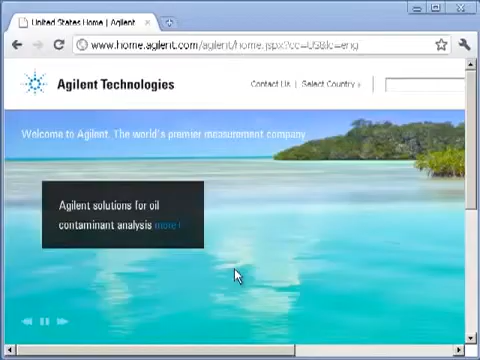 United States Home | Agilent
www.home.agilent.com/agilent/home.jspx?cc=US&lc=eng
Agilent Technologies
Contact Us | Select Country
Welcome to Agilent. The world's premier measurement company
Agilent solutions for oil
contaminant analysis more